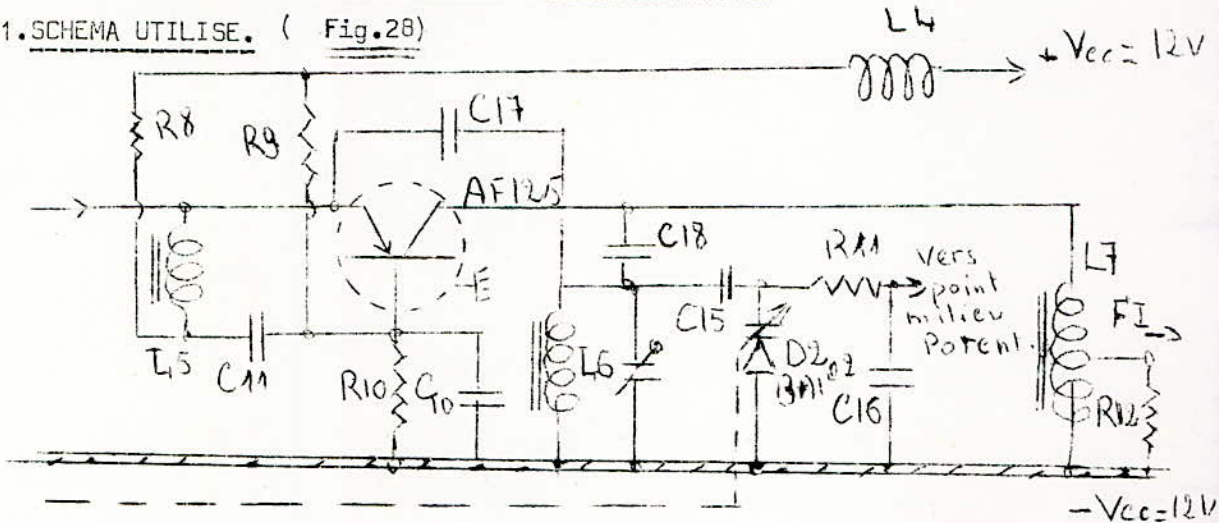 1.SCHEMA UTILISE. ( Fig.28)
L4
+ Vcc = 12V
R8
R9
C17
AF125
C18
R11
vers
point
milieu
Potent.
L7
FI
L5
C11
R10
C10
L6
C15
D2
BA102
C16
R12
-Vcc=12V